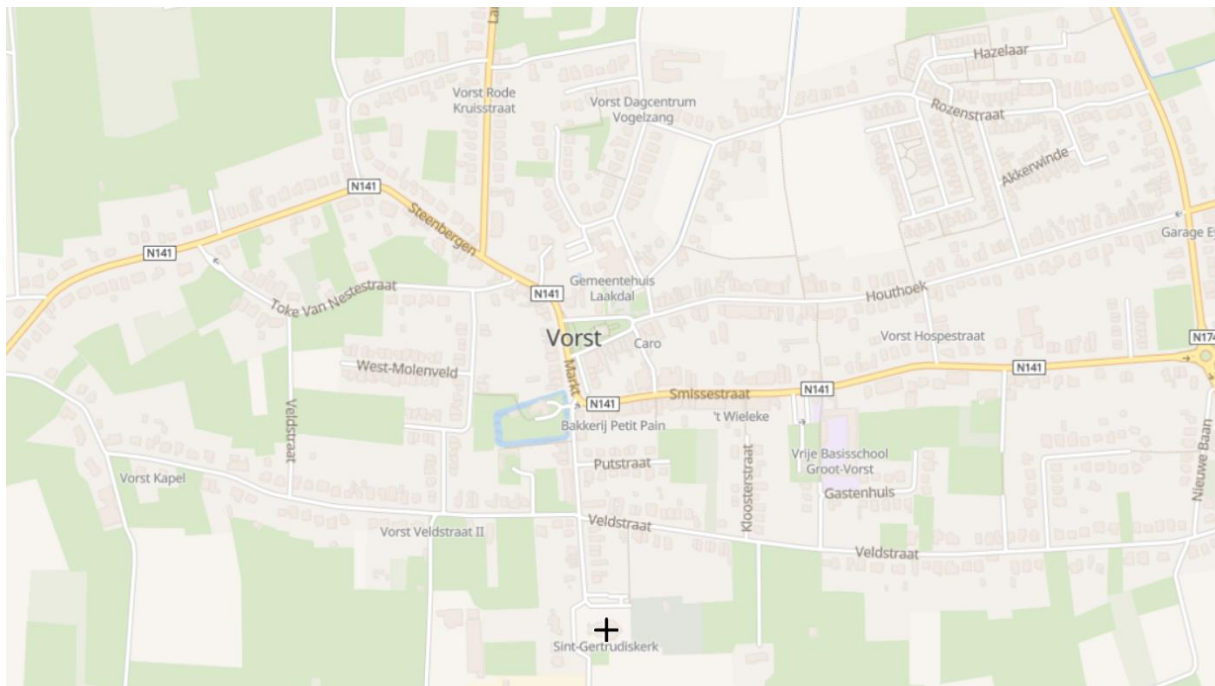 Hazelaar
Vorst Rode
Kruisstraat
Vorst Dagcentrum
Vogelzang
Rozenstraat
Akkerwinde
N141
Steenbergen
N141
Garage
Gemeentehuis
Laakdal
Toke Van Nestestraat
N141
Houthoek
Vorst
Caro
Vorst Hospestraat
N174
West-Molenveld
Markt
N141
Smissestraat
N141
N141
't Wieleke
Bakkerij Petit Pain
Veldstraat
Vrije Basisschool
Groot-Vorst
Nieuwe Baan
Putstraat
Kloosterstraat
Vorst Kapel
Gastenhuis
Veldstraat
Vorst Veldstraat II
Veldstraat
Sint-Gertrudiskerk